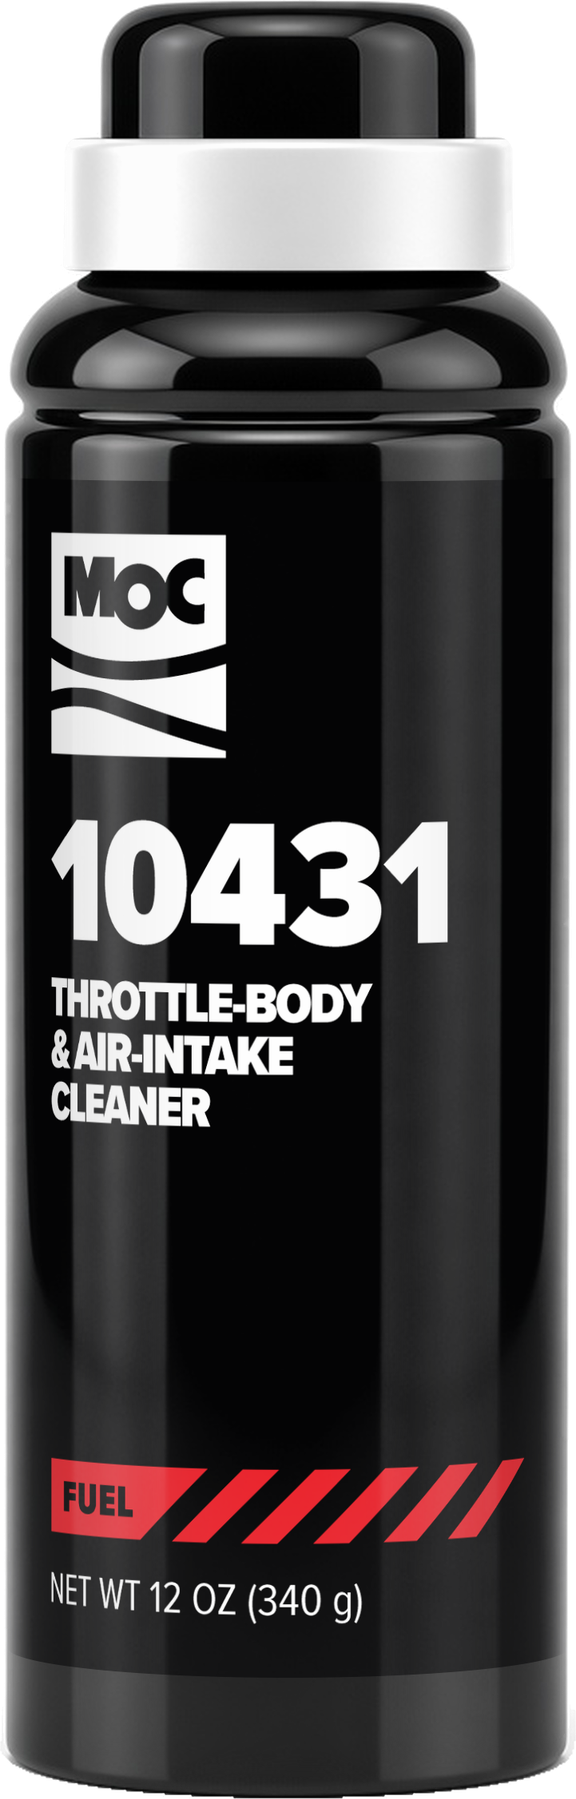 MOC
10431
THROTTLE-BODY
& AIR-INTAKE
CLEANER
FUEL
NET WT 12 OZ (340 g)